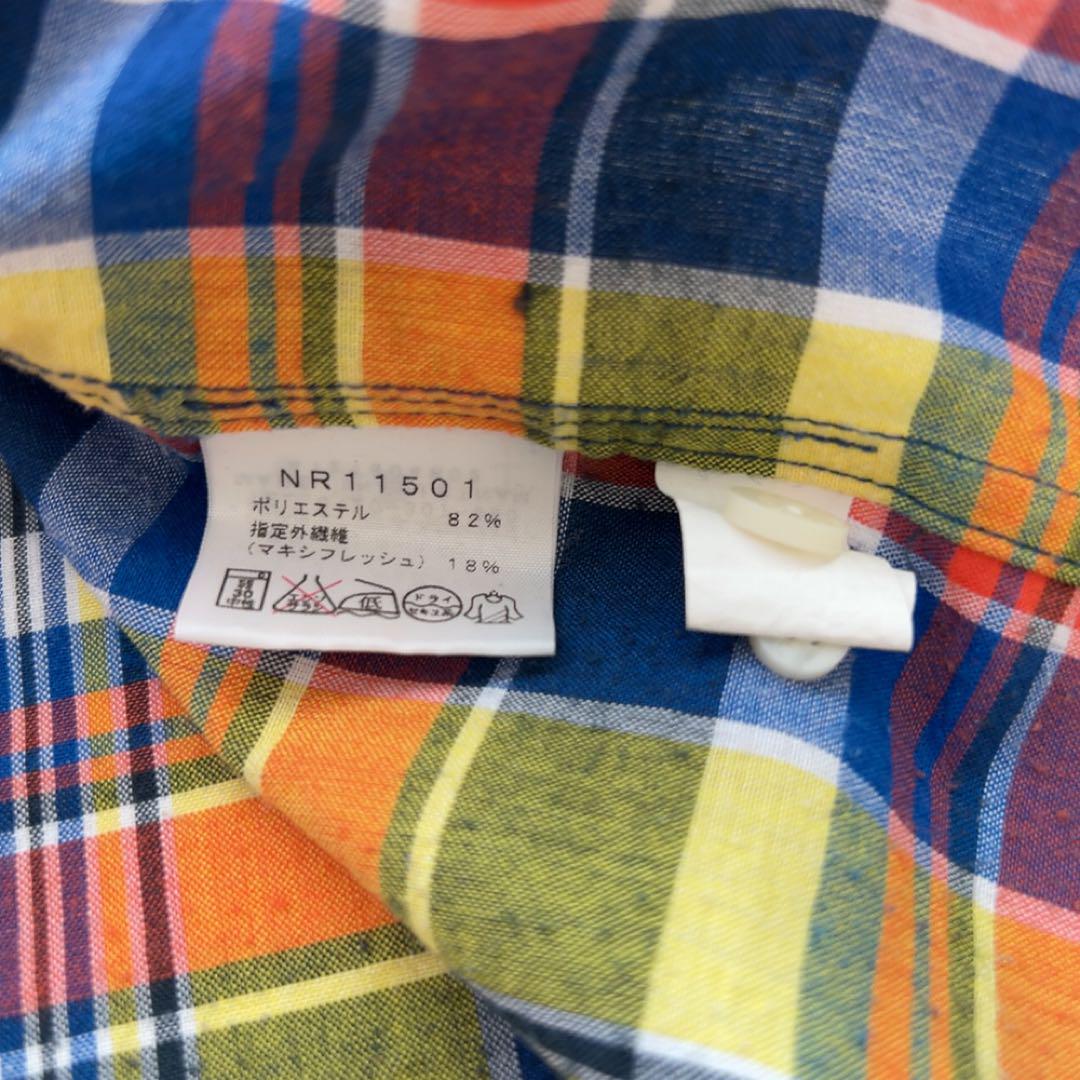 NR11501
ポリエステル 82%
指定外繊維
(マキシフレッシュ) 18%
低 ドライ